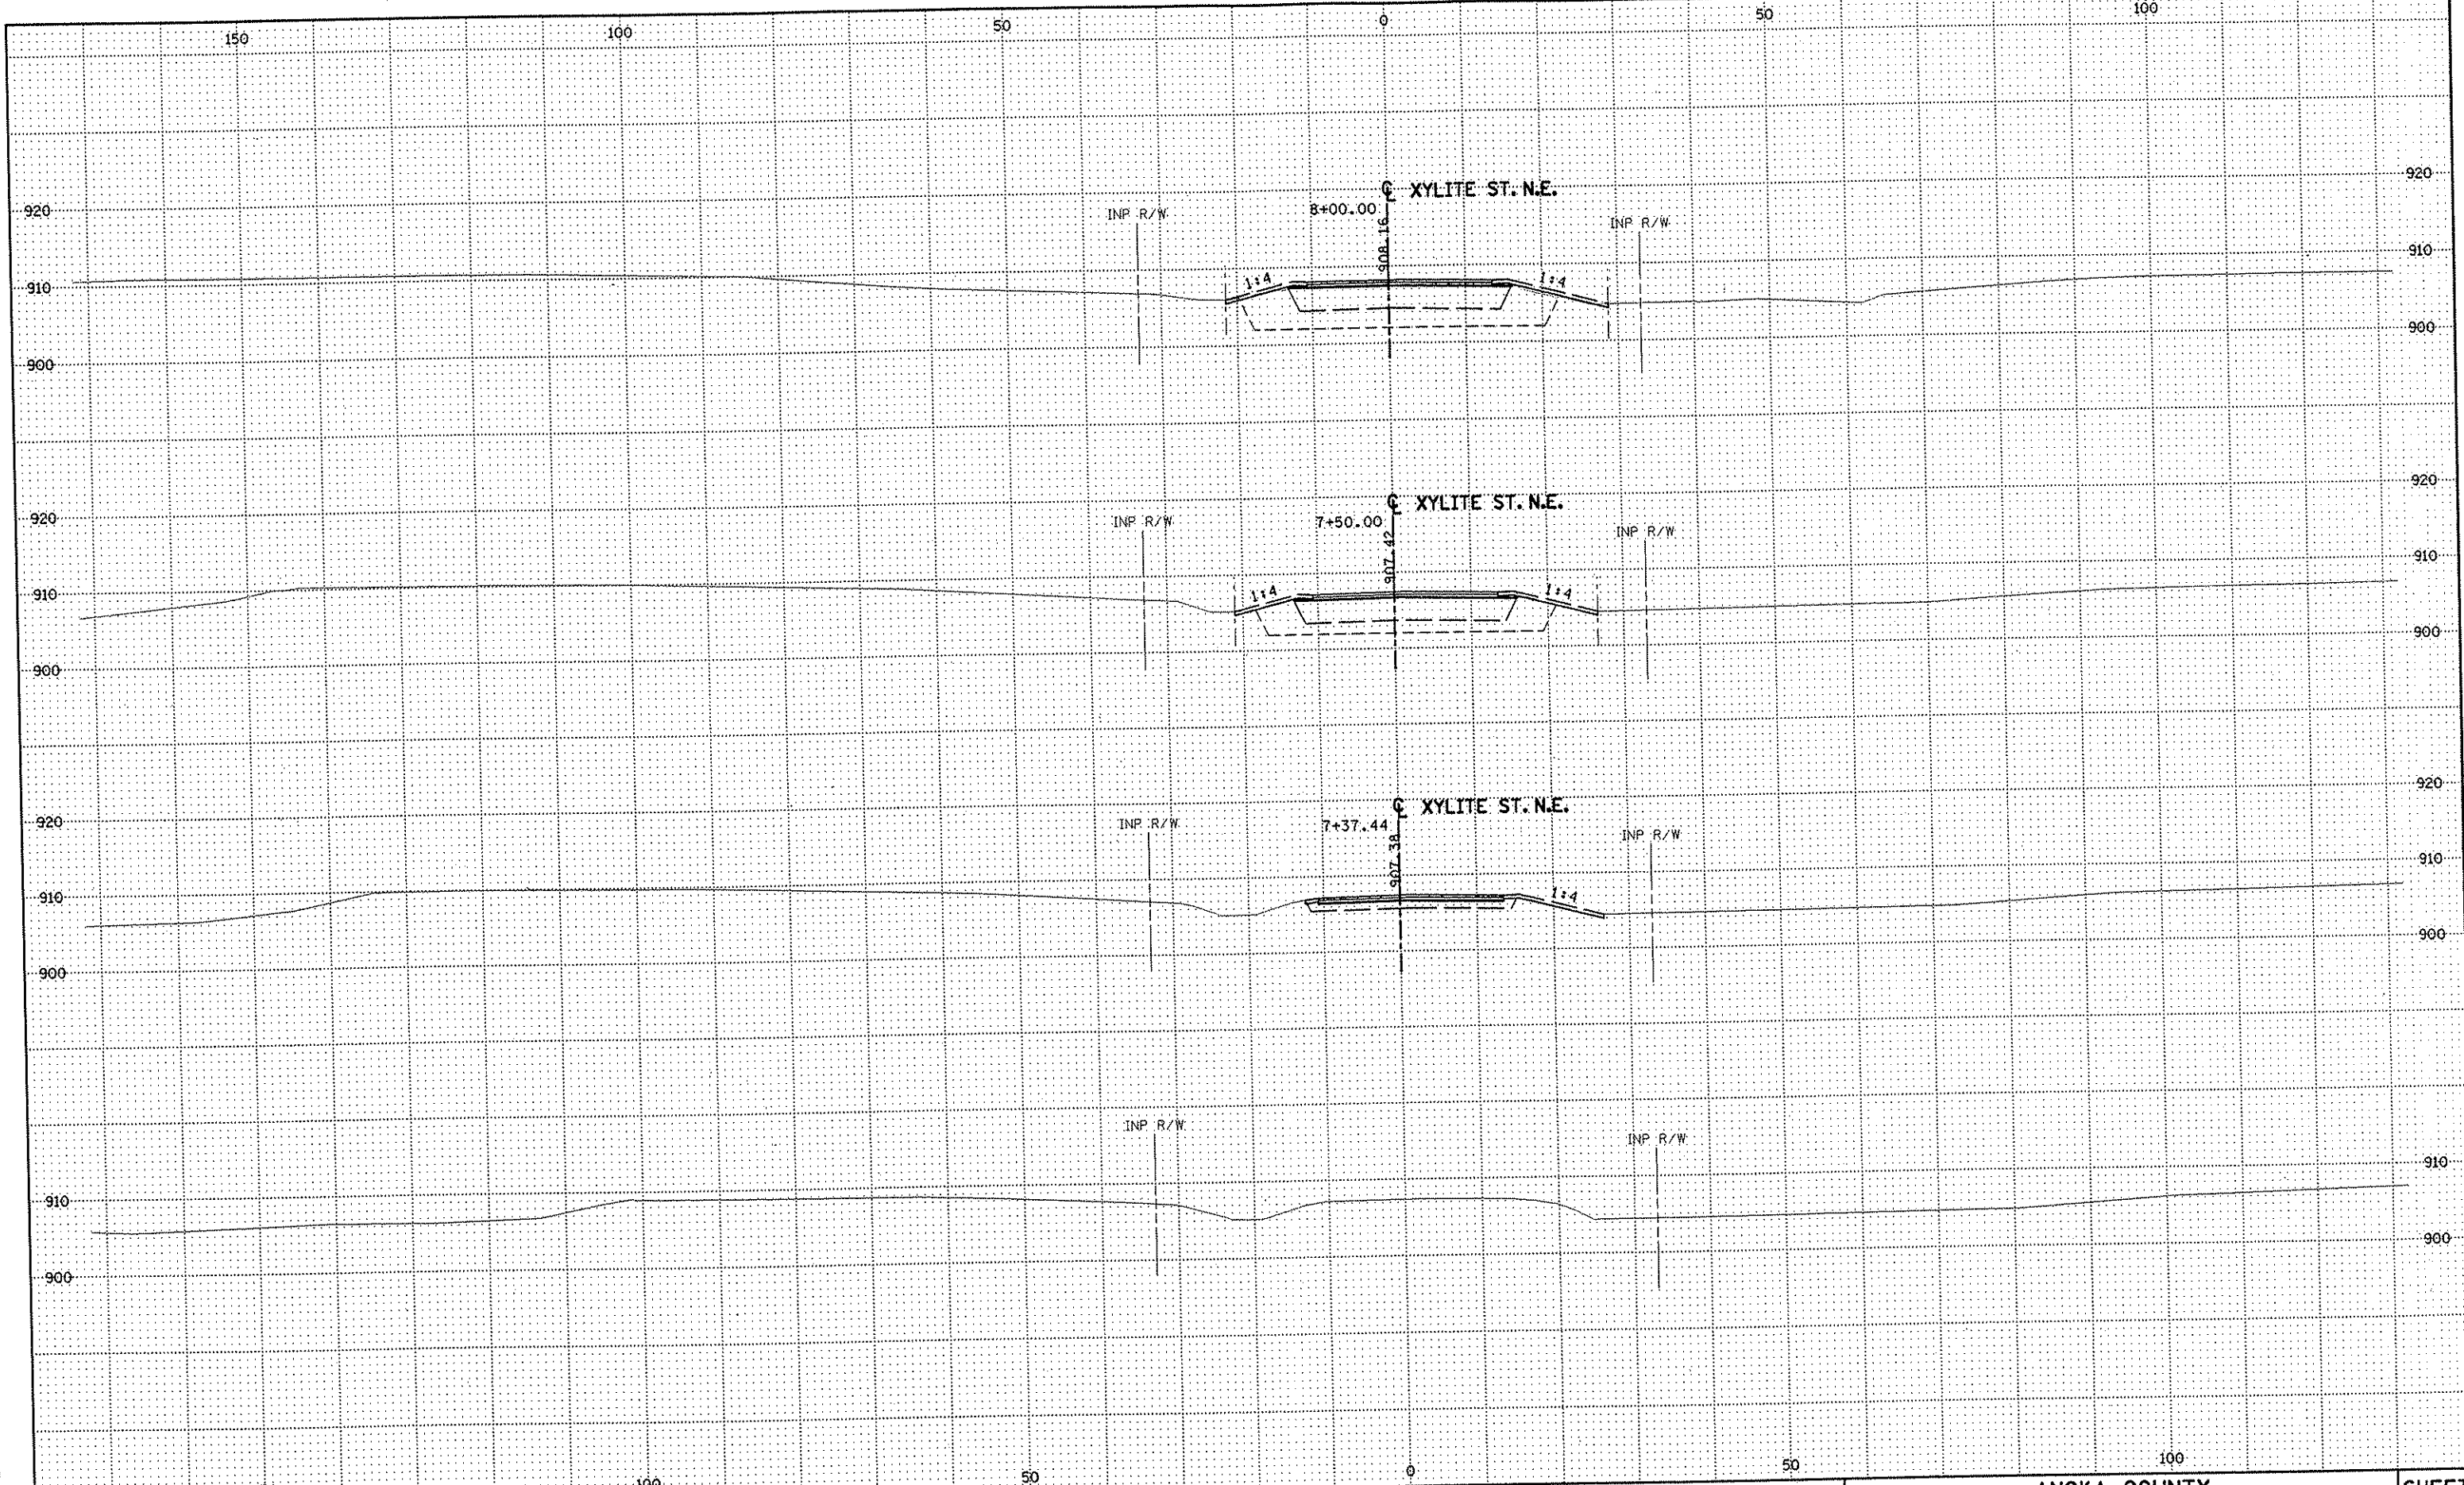 150 100 50 0 50 100
920
℄ XYLITE ST. N.E.
920
8+00.00
INP R/W
INP R/W
908.16
910
910
1:4
1:4
900
900
920
℄ XYLITE ST. N.E.
920
7+50.00
INP R/W
INP R/W
907.42
910
910
1:4
1:4
900
900
920
℄ XYLITE ST. N.E.
920
7+37.44
INP R/W
INP R/W
907.38
910
910
1:4
900
900
INP R/W
INP R/W
910
910
900
900
100 50 0 50 100
ANOKA COUNTY
SHEET